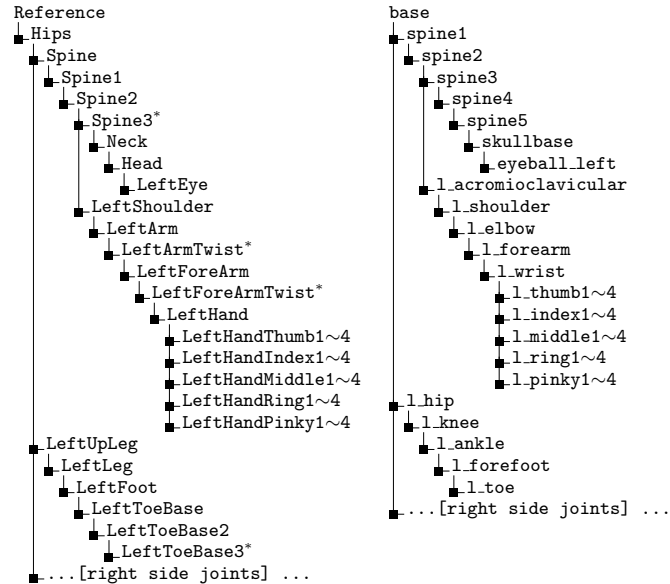 Reference
Hips
Spine
Spine1
Spine2
Spine3*
Neck
Head
LeftEye
LeftShoulder
LeftArm
LeftArmTwist*
LeftForeArm
LeftForeArmTwist*
LeftHand
LeftHandThumb1~4
LeftHandIndex1~4
LeftHandMiddle1~4
LeftHandRing1~4
LeftHandPinky1~4
LeftUpLeg
LeftLeg
LeftFoot
LeftToeBase
LeftToeBase2
LeftToeBase3*
...[right side joints] ...
base
spine1
spine2
spine3
spine4
spine5
skullbase
eyeball_left
l_acromioclavicular
l_shoulder
l_elbow
l_forearm
l_wrist
l_thumb1~4
l_index1~4
l_middle1~4
l_ring1~4
l_pinky1~4
l_hip
l_knee
l_ankle
l_forefoot
l_toe
...[right side joints] ...